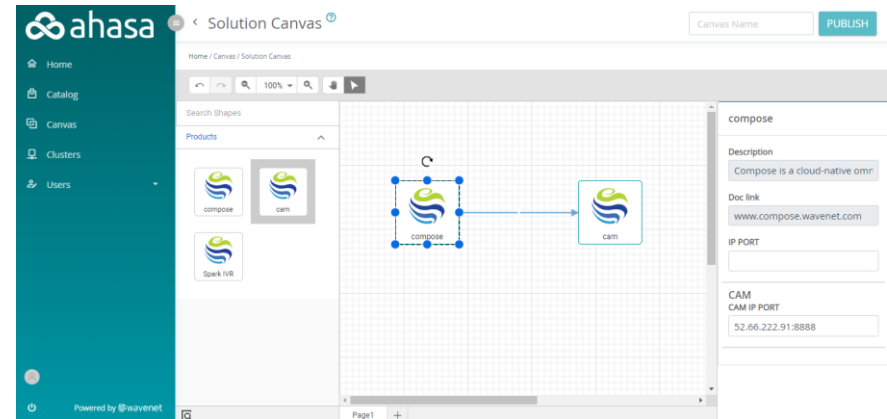 ahasa
Solution Canvas
?
Canvas Name
PUBLISH
Home / Canvas / Solution Canvas
Home
Catalog
Canvas
Clusters
Users
Powered by wavenet
100%
Search Shapes
Products
compose
cam
Spark IVR
compose
cam
Page1
+
compose
Description
Compose is a cloud-native omr
Doc link
www.compose.wavenet.com
IP PORT
CAM
CAM IP PORT
52.66.222.91:8888